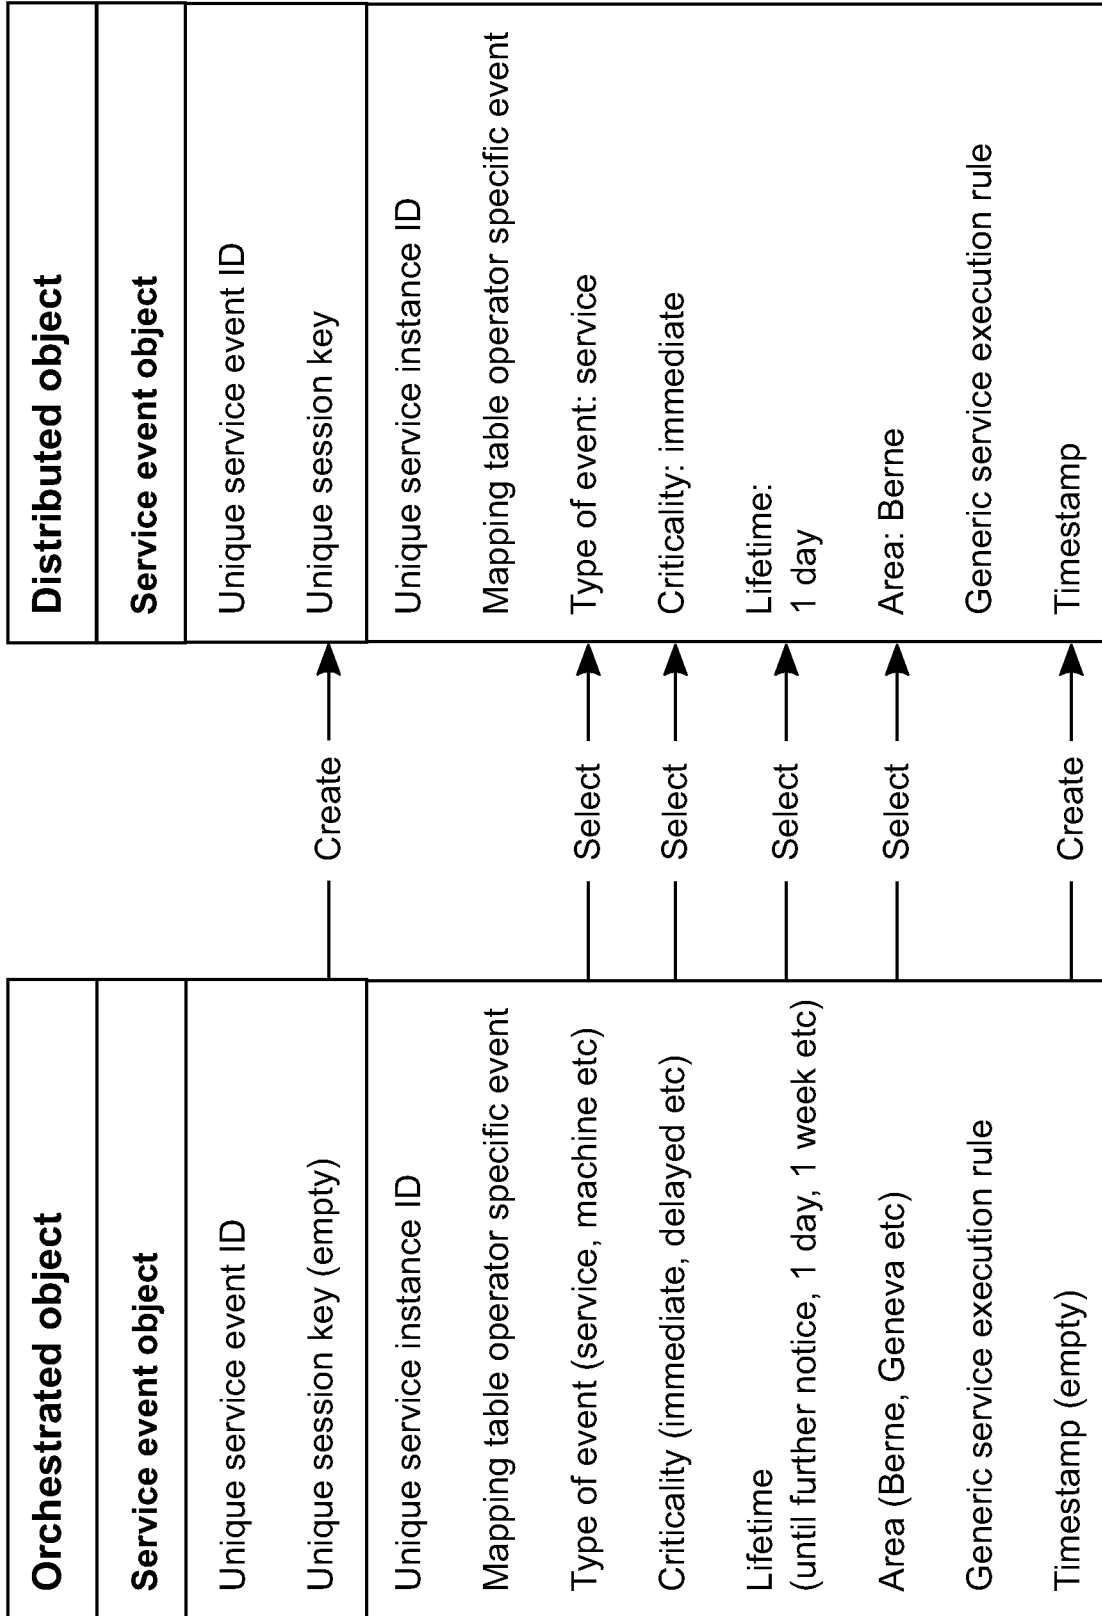 Orchestrated object
Service event object
Unique service event ID
Unique session key (empty)
Unique service instance ID
Mapping table operator specific event
Type of event (service, machine etc)
Criticality (immediate, delayed etc)
Lifetime
(until further notice, 1 day, 1 week etc)
Area (Berne, Geneva etc)
Generic service execution rule
Timestamp (empty)
Create
Select
Select
Select
Select
Create
Distributed object
Service event object
Unique service event ID
Unique session key
Unique service instance ID
Mapping table operator specific event
Type of event: service
Criticality: immediate
Lifetime:
1 day
Area: Berne
Generic service execution rule
Timestamp